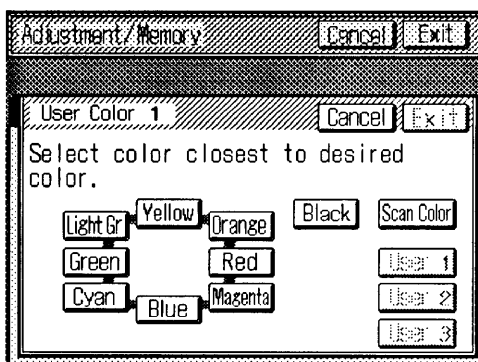 Adjustment/Memory Cancel Exit
User Color 1 Cancel Exit
Select color closest to desired
color.
Light Gr Yellow Orange Black Scan Color
Green Red User 1
Cyan Blue Magenta User 2
User 3